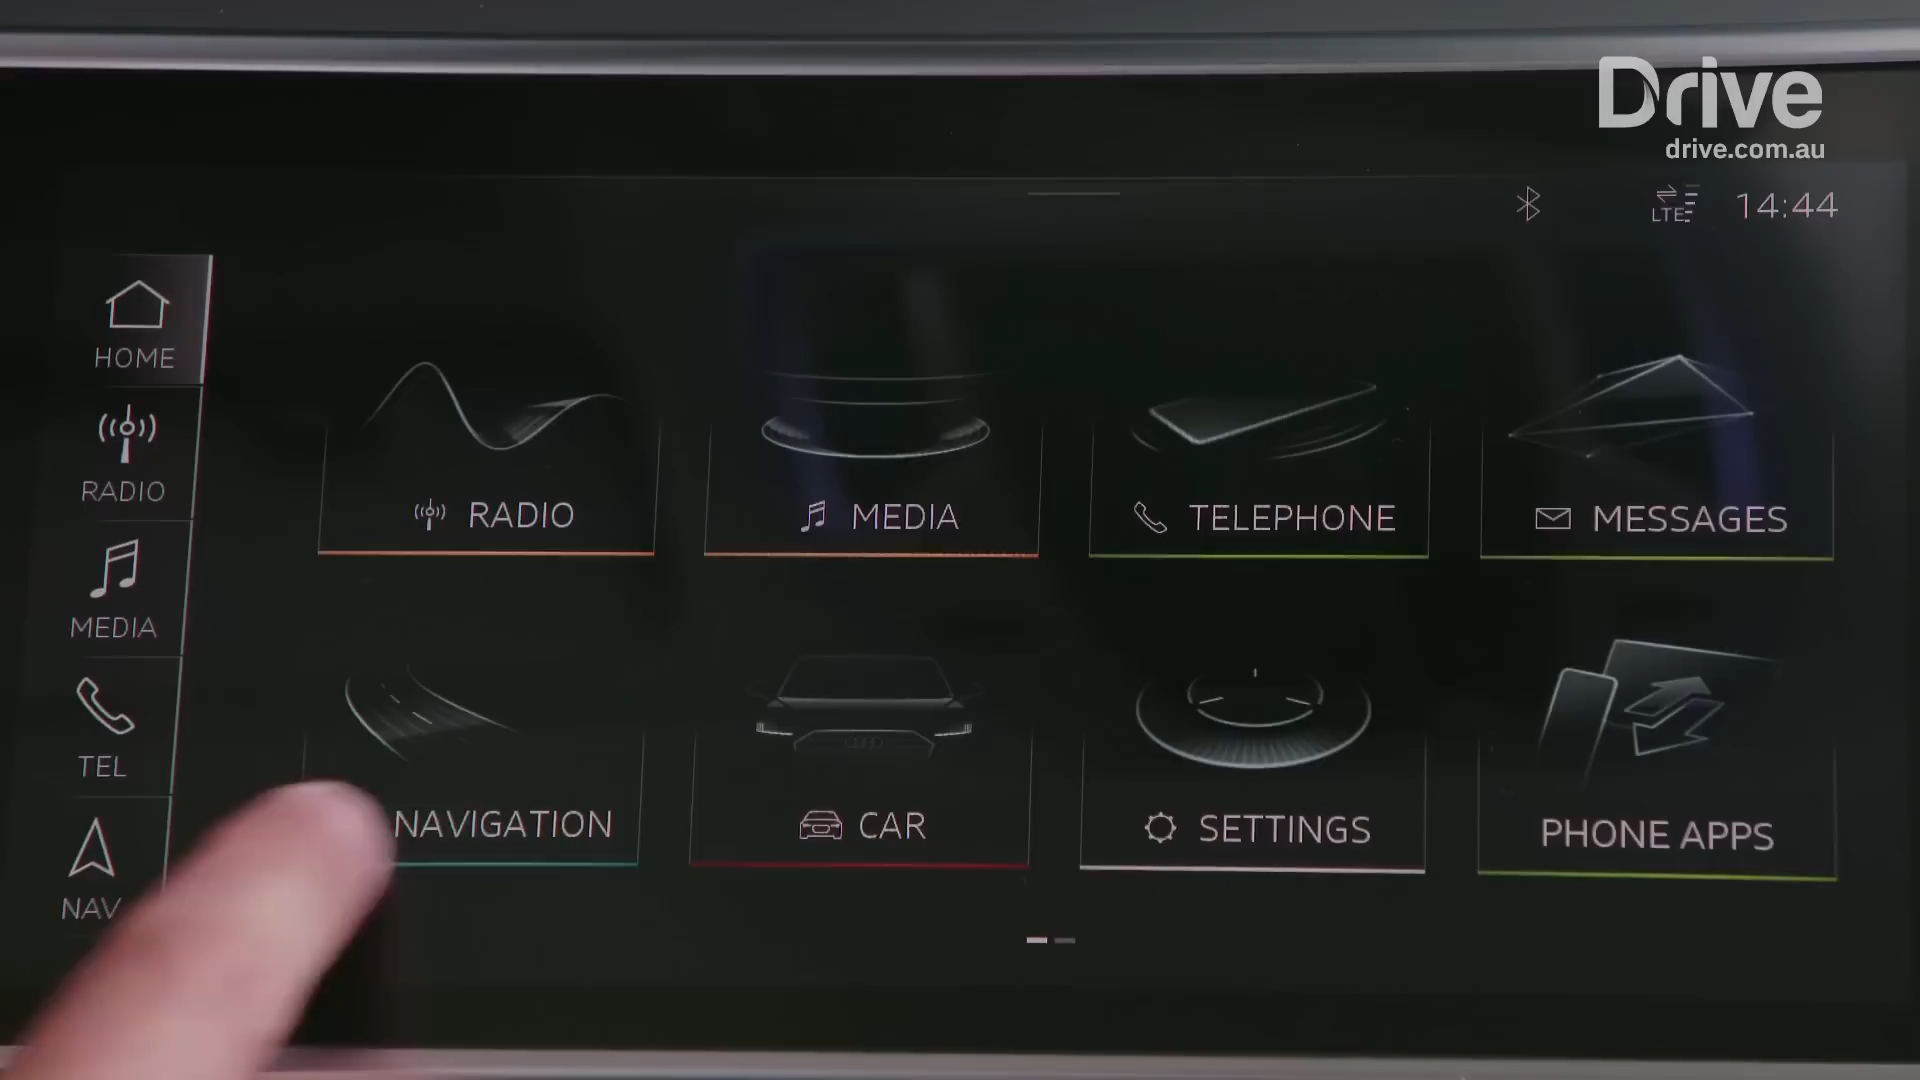 Drive
drive.com.au
LTE 14:44
HOME
RADIO
MEDIA
TEL
NAV
RADIO
MEDIA
TELEPHONE
MESSAGES
NAVIGATION
CAR
SETTINGS
PHONE APPS